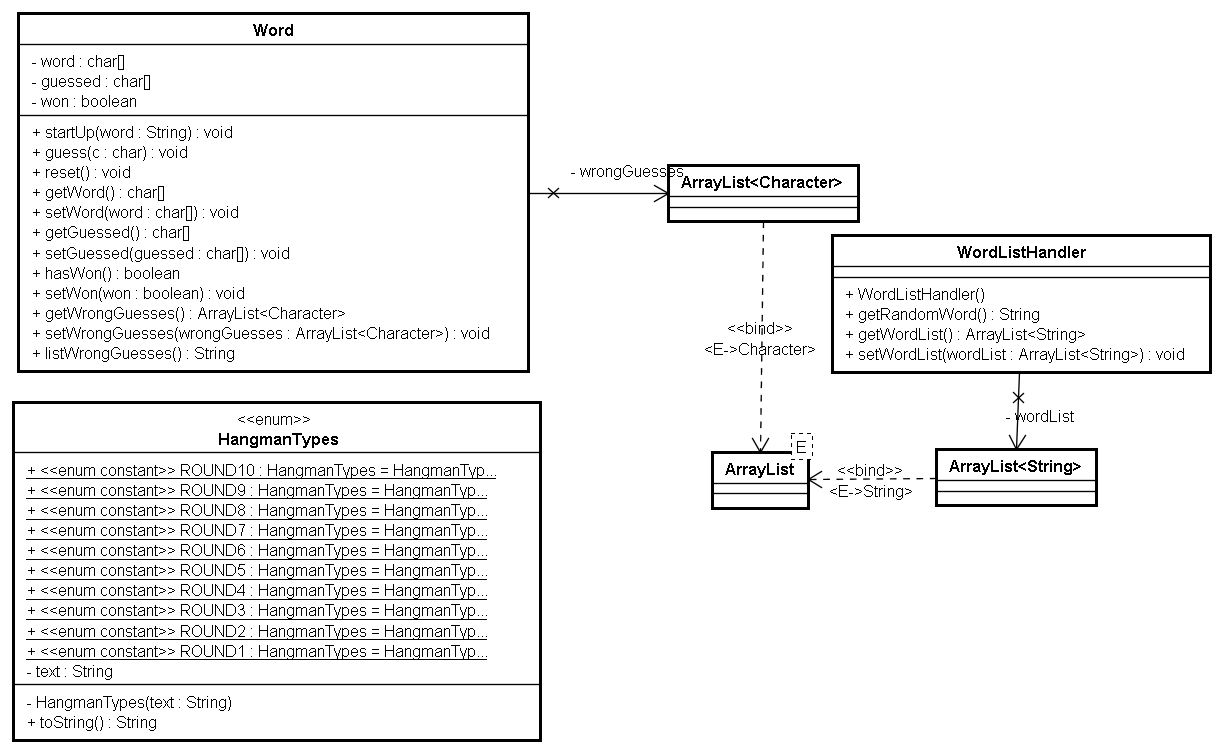 Word
- word : char[]
- guessed : char[]
- won : boolean
+ startUp(word : String) : void
+ guess(c : char) : void
+ reset() : void
+ getWord() : char[]
+ setWord(word : char[]) : void
+ getGuessed() : char[]
+ setGuessed(guessed : char[]) : void
+ hasWon() : boolean
+ setWon(won : boolean) : void
+ getWrongGuesses() : ArrayList<Character>
+ setWrongGuesses(wrongGuesses : ArrayList<Character>) : void
+ listWrongGuesses() : String
- wrongGuesses
ArrayList<Character>
<<bind>>
<E->Character>
WordListHandler
+ WordListHandler()
+ getRandomWord() : String
+ getWordList() : ArrayList<String>
+ setWordList(wordList : ArrayList<String>) : void
- wordList
ArrayList
E
<<bind>>
<E->String>
ArrayList<String>
<<enum>>
HangmanTypes
+ <<enum constant>> ROUND10 : HangmanTypes = HangmanTyp...
+ <<enum constant>> ROUND9 : HangmanTypes = HangmanTyp...
+ <<enum constant>> ROUND8 : HangmanTypes = HangmanTyp...
+ <<enum constant>> ROUND7 : HangmanTypes = HangmanTyp...
+ <<enum constant>> ROUND6 : HangmanTypes = HangmanTyp...
+ <<enum constant>> ROUND5 : HangmanTypes = HangmanTyp...
+ <<enum constant>> ROUND4 : HangmanTypes = HangmanTyp...
+ <<enum constant>> ROUND3 : HangmanTypes = HangmanTyp...
+ <<enum constant>> ROUND2 : HangmanTypes = HangmanTyp...
+ <<enum constant>> ROUND1 : HangmanTypes = HangmanTyp...
- text : String
- HangmanTypes(text : String)
+ toString() : String